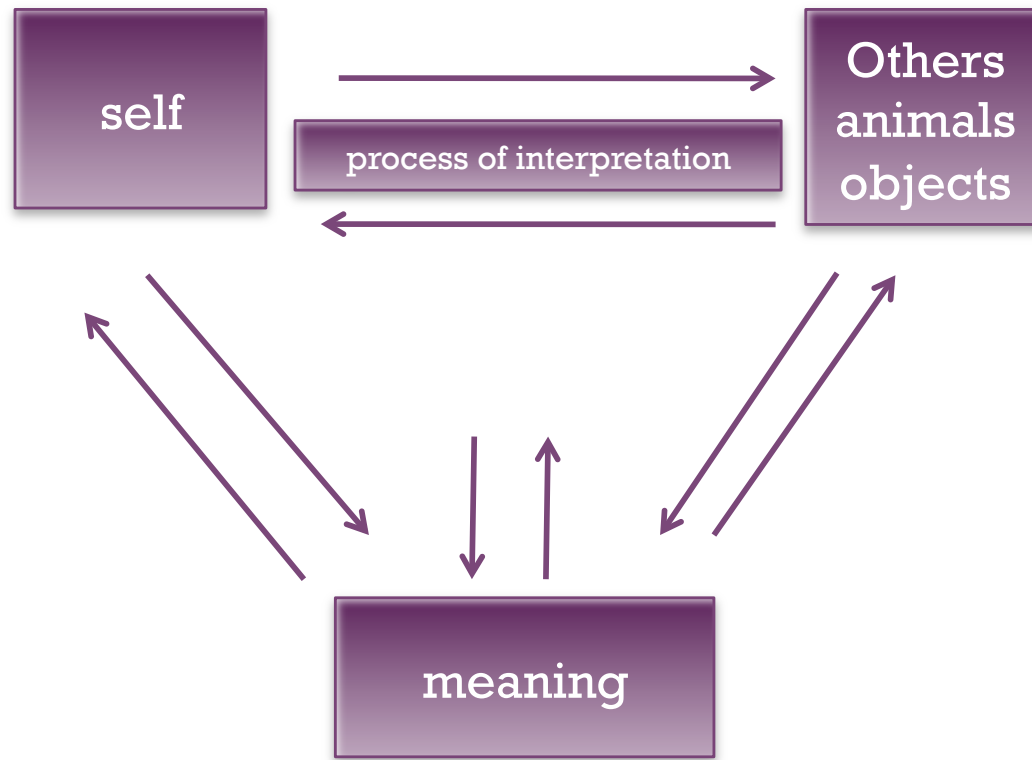 self
process of interpretation
Others
animals
objects
meaning